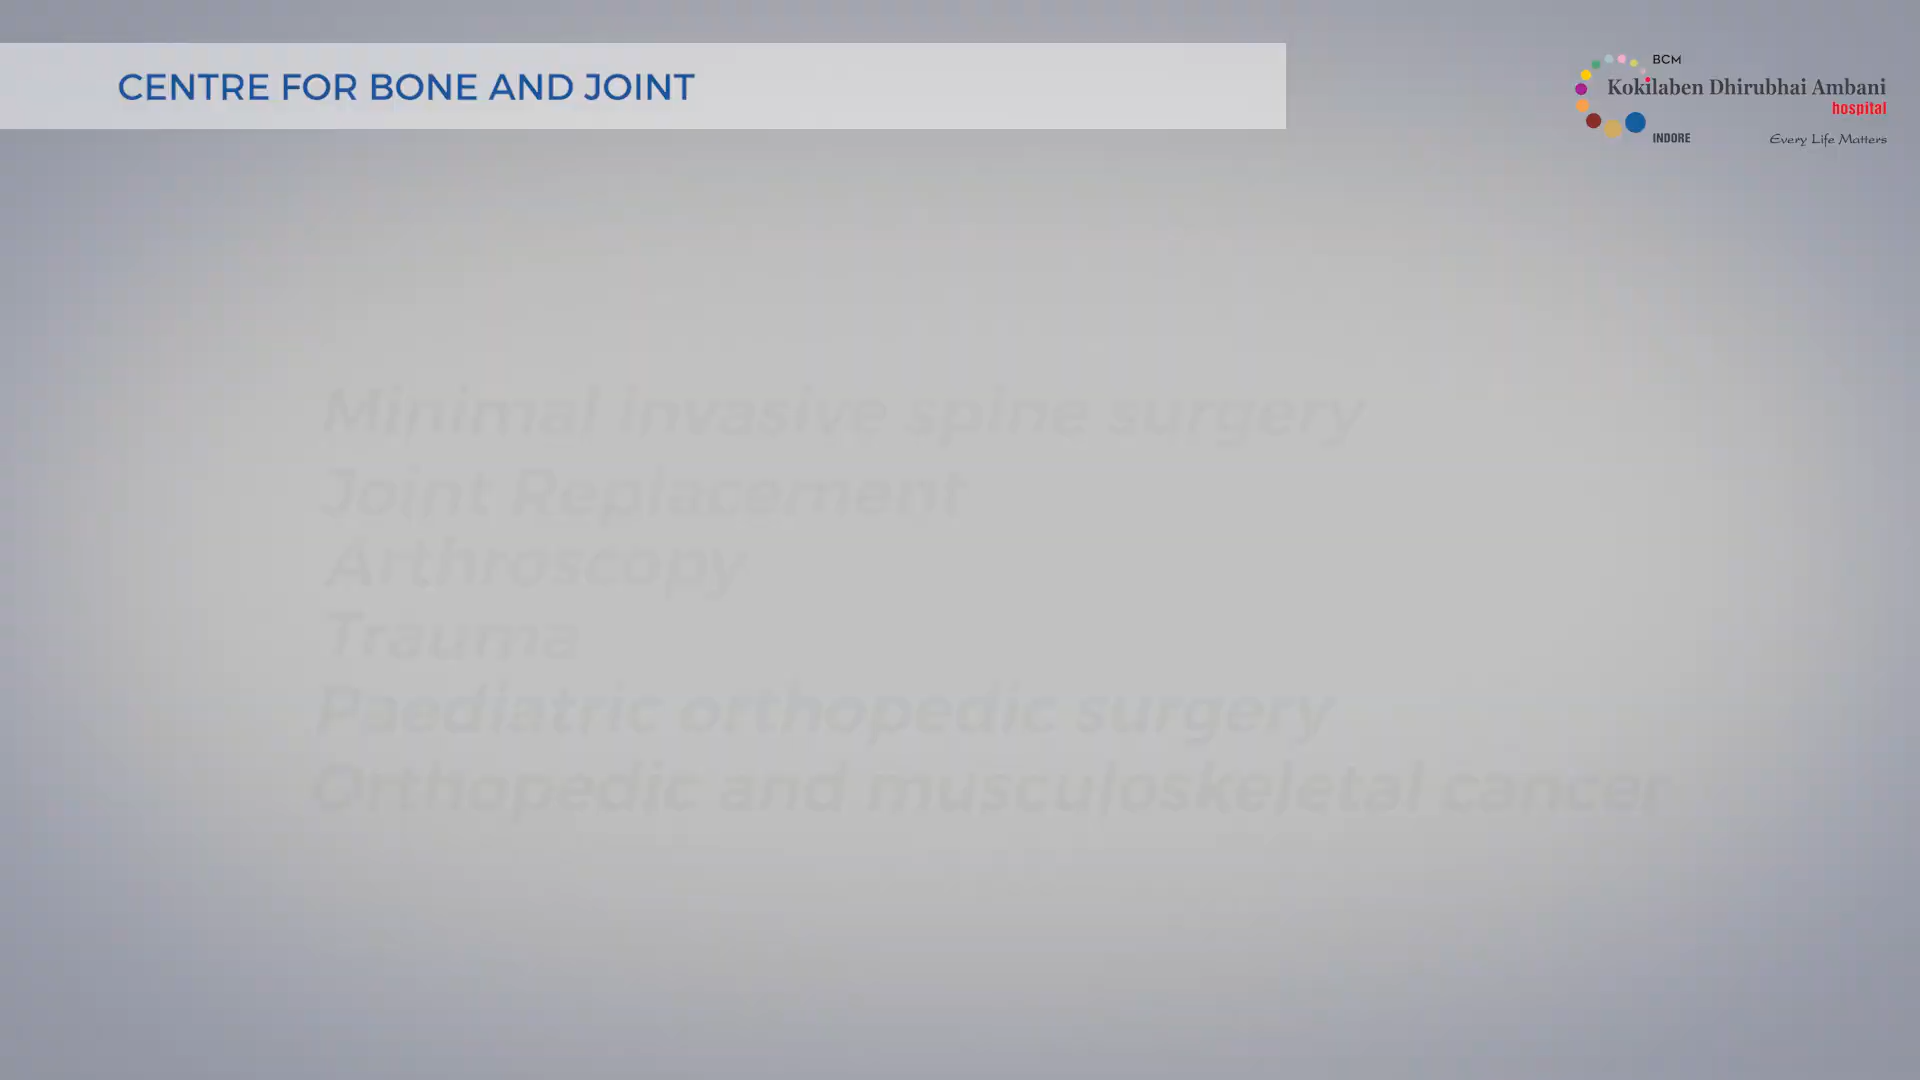 CENTRE FOR BONE AND JOINT
BCM
Kokilaben Dhirubhai Ambani
hospital
INDORE
Every Life Matters
Minimal invasive spine surgery
Joint Replacement
Arthroscopy
Trauma
Paediatric orthopedic surgery
Orthopedic and musculoskeletal cancer